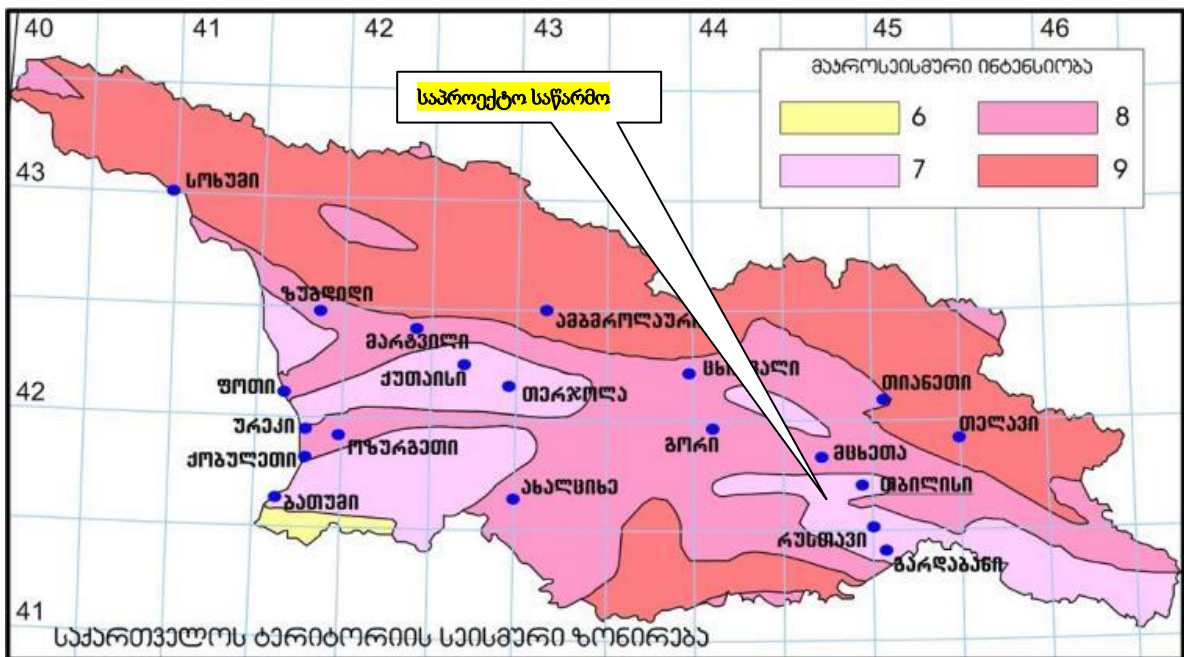 40 41 42 43 44 45 46
მაკროსეისმური ინტენსიობა
6 8
7 9
საპროექტო საწარმო
43
სოხუმი
ზუგდიდი
ამბმროლაური
მარტვილი
ქუთაისი
თერჯოლა
თიანეთი
თელავი
42
ფოთი
ურეკი
ოზურგეთი
გორი
მცხეთა
ქობულეთი
ახალციხე
თბილისი
ბათუმი
რუსთავი
გარდაბანი
41
საქართველოს ტერიტორიის სეისმური ზონირება